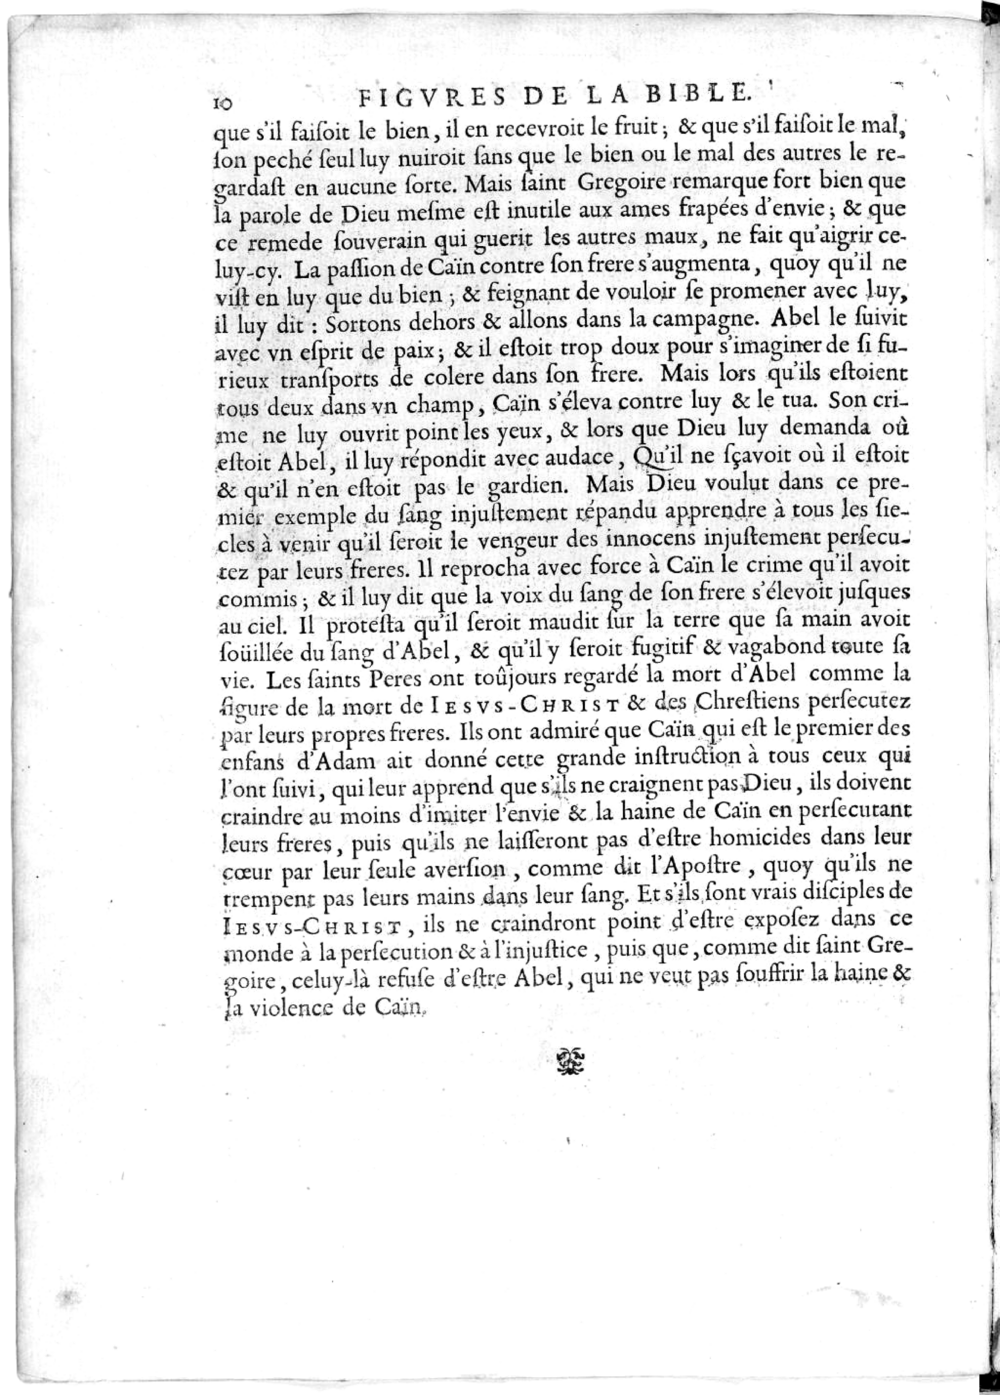 10 FIGVRES DE LA BIBLE.
que s'il faiſoit le bien, il en recevroit le fruit ; & que s'il faiſoit le mal,
ſon peché ſeul luy nuiroit ſans que le bien ou le mal des autres le re-
gardaſt en aucune ſorte. Mais ſaint Gregoire remarque fort bien que
la parole de Dieu meſme eſt inutile aux ames frapées d'envie ; & que
ce remede ſouverain qui guerit les autres maux, ne fait qu'aigrir ce-
luy-cy. La paſſion de Caïn contre ſon frere s'augmenta, quoy qu'il ne
viſt en luy que du bien ; & feignant de vouloir ſe promener avec luy,
il luy dit : Sortons dehors & allons dans la campagne. Abel le ſuivit
avec vn eſprit de paix ; & il eſtoit trop doux pour s'imaginer de ſi fu-
rieux tranſports de colere dans ſon frere. Mais lors qu'ils eſtoient
tous deux dans vn champ, Caïn s'éleva contre luy & le tua. Son cri-
me ne luy ouvrit point les yeux, & lors que Dieu luy demanda où
eſtoit Abel, il luy répondit avec audace, Qu'il ne ſçavoit où il eſtoit
& qu'il n'en eſtoit pas le gardien. Mais Dieu voulut dans ce pre-
mier exemple du ſang injuſtement répandu apprendre à tous les ſie-
cles à venir qu'il ſeroit le vengeur des innocens injuſtement perſecu-
tez par leurs freres. Il reprocha avec force à Caïn le crime qu'il avoit
commis ; & il luy dit que la voix du ſang de ſon frere s'élevoit juſques
au ciel. Il proteſta qu'il ſeroit maudit ſur la terre que ſa main avoit
ſoüillée du ſang d'Abel, & qu'il y ſeroit fugitif & vagabond toute ſa
vie. Les ſaints Peres ont toûjours regardé la mort d'Abel comme la
figure de la mort de IESVS-CHRIST & des Chreſtiens perſecutez
par leurs propres freres. Ils ont admiré que Caïn qui eſt le premier des
enfans d'Adam ait donné cette grande inſtruction à tous ceux qui
l'ont ſuivi, qui leur apprend que s'ils ne craignent pas Dieu, ils doivent
craindre au moins d'imiter l'envie & la haine de Caïn en perſecutant
leurs freres, puis qu'ils ne laiſſeront pas d'eſtre homicides dans leur
cœur par leur ſeule averſion, comme dit l'Apoſtre, quoy qu'ils ne
trempent pas leurs mains dans leur ſang. Et s'ils ſont vrais diſciples de
IESVS-CHRIST, ils ne craindront point d'eſtre expoſez dans ce
monde à la perſecution & à l'injuſtice, puis que, comme dit ſaint Gre-
goire, celuy-là refuſe d'eſtre Abel, qui ne veut pas ſouffrir la haine &
la violence de Caïn.